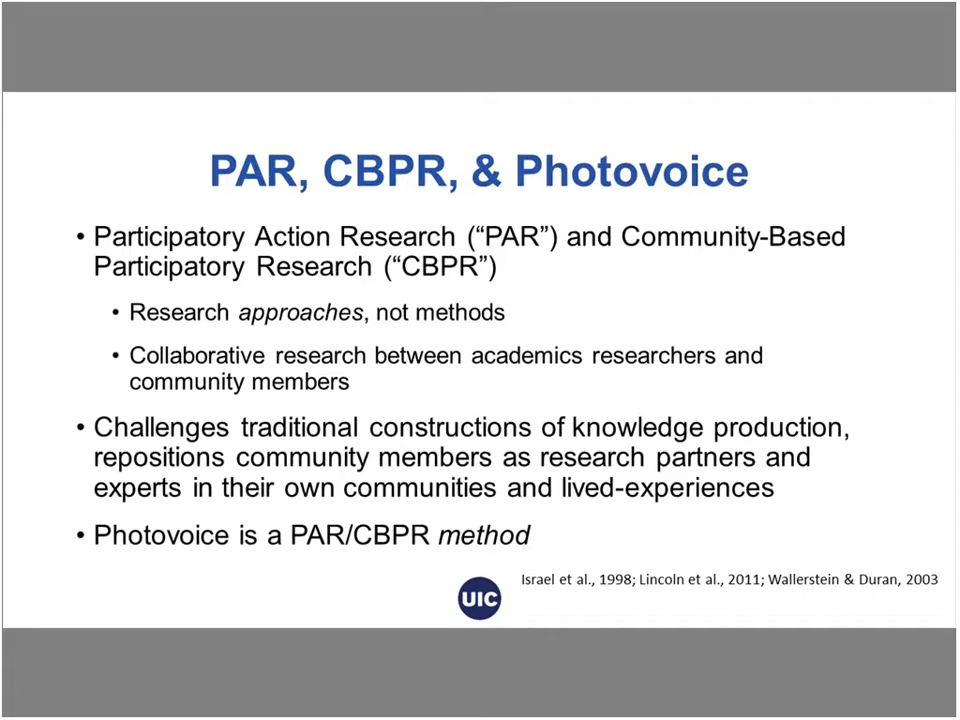 PAR, CBPR, & Photovoice
• Participatory Action Research (“PAR”) and Community-Based
Participatory Research (“CBPR”)
• Research approaches, not methods
• Collaborative research between academics researchers and
community members
• Challenges traditional constructions of knowledge production,
repositions community members as research partners and
experts in their own communities and lived-experiences
• Photovoice is a PAR/CBPR method
Israel et al., 1998; Lincoln et al., 2011; Wallerstein & Duran, 2003
UIC